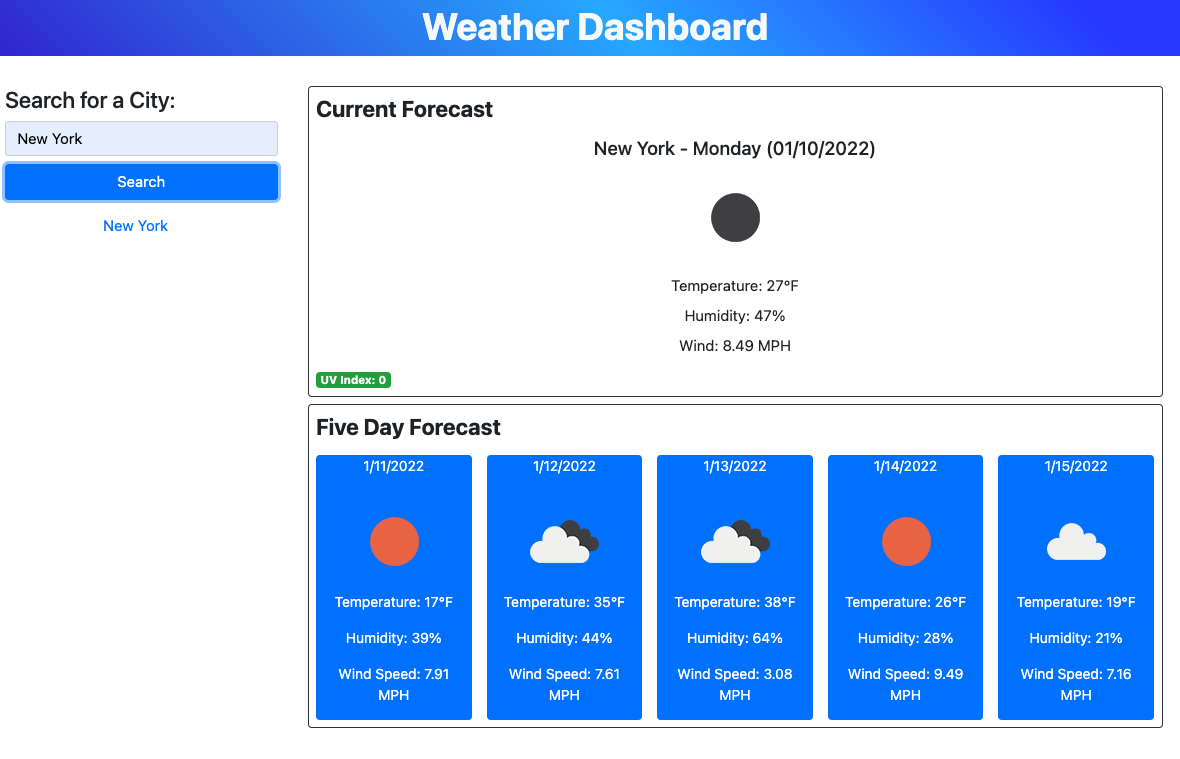 Weather Dashboard
Search for a City:
New York
Search
New York
Current Forecast
New York - Monday (01/10/2022)
Temperature: 27°F
Humidity: 47%
Wind: 8.49 MPH
UV Index: 0
Five Day Forecast
1/11/2022
Temperature: 17°F
Humidity: 39%
Wind Speed: 7.91
MPH
1/12/2022
Temperature: 35°F
Humidity: 44%
Wind Speed: 7.61
MPH
1/13/2022
Temperature: 38°F
Humidity: 64%
Wind Speed: 3.08
MPH
1/14/2022
Temperature: 26°F
Humidity: 28%
Wind Speed: 9.49
MPH
1/15/2022
Temperature: 19°F
Humidity: 21%
Wind Speed: 7.16
MPH